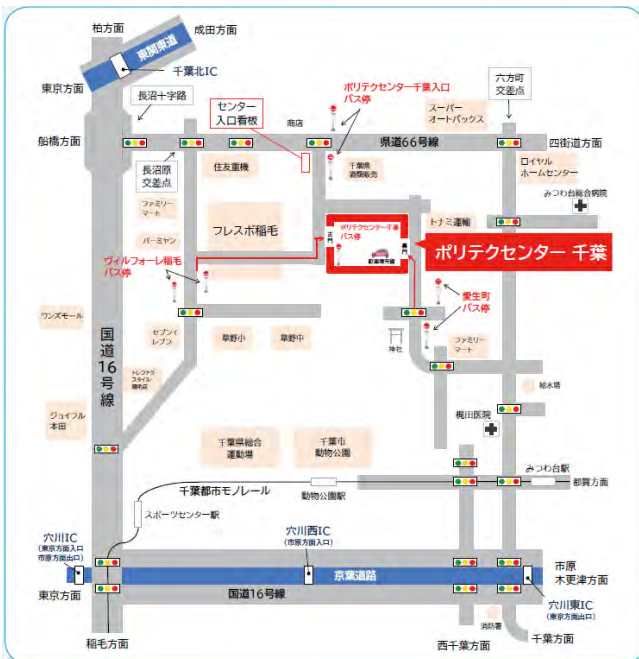 柏方面
成田方面
東関東道
千葉北IC
東京方面
長沼十字路
センター
入口看板
商店
ポリテクセンター千葉入口
バス停
六方町
交差点
スーパー
オートバックス
船橋方面
県道66号線
四街道方面
長沼原
交差点
住友重機
千葉県
酒類販売
ロイヤル
ホームセンター
みつわ台総合病院
ファミリー
マート
フレスポ稲毛
ポリテクセンター千葉
バス停
正門
裏門
トナミ運輸
バーミヤン
ポリテクセンター 千葉
ヴィルフォーレ稲毛
バス停
愛生町
バス停
ワンズモール
国道16号線
セブンイ
レブン
草野小
草野中
神社
ファミリー
マート
トレファク
スタイル
稲毛店
給水塔
ジョイフル
本田
梶田医院
千葉県総合
運動場
千葉市
動物公園
みつわ台駅
千葉都市モノレール
動物公園駅
都賀方面
スポーツセンター駅
穴川IC
(東京方面入口
市原方面出口)
穴川西IC
(市原方面入口)
京葉道路
市原
木更津方面
東京方面
国道16号線
穴川東IC
(東京方面出口)
消防署
稲毛方面
西千葉方面
千葉方面